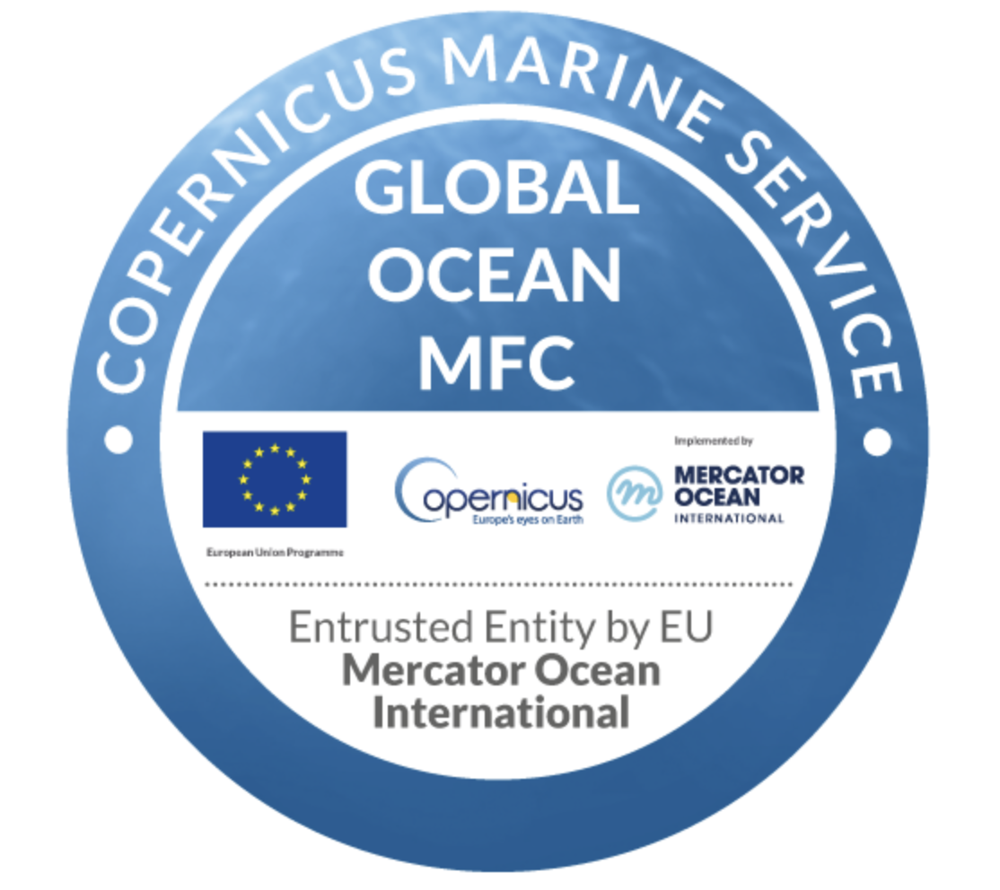 COPERNICUS MARINE SERVICE
GLOBAL
OCEAN
MFC
European Union Programme
Copernicus
Europe's eyes on Earth
Implemented by
MERCATOR
OCEAN
INTERNATIONAL
Entrusted Entity by EU
Mercator Ocean
International